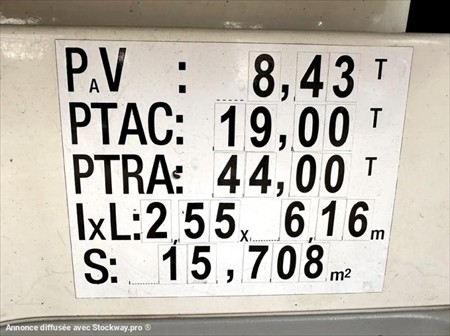 PAV : 8,43 T
PTAC: 19,00 T
PTRA: 44,00 T
IxL: 2,55 x 6,16 m
S: 15,708 m²
Annonce diffusée avec Stockway.pro ®